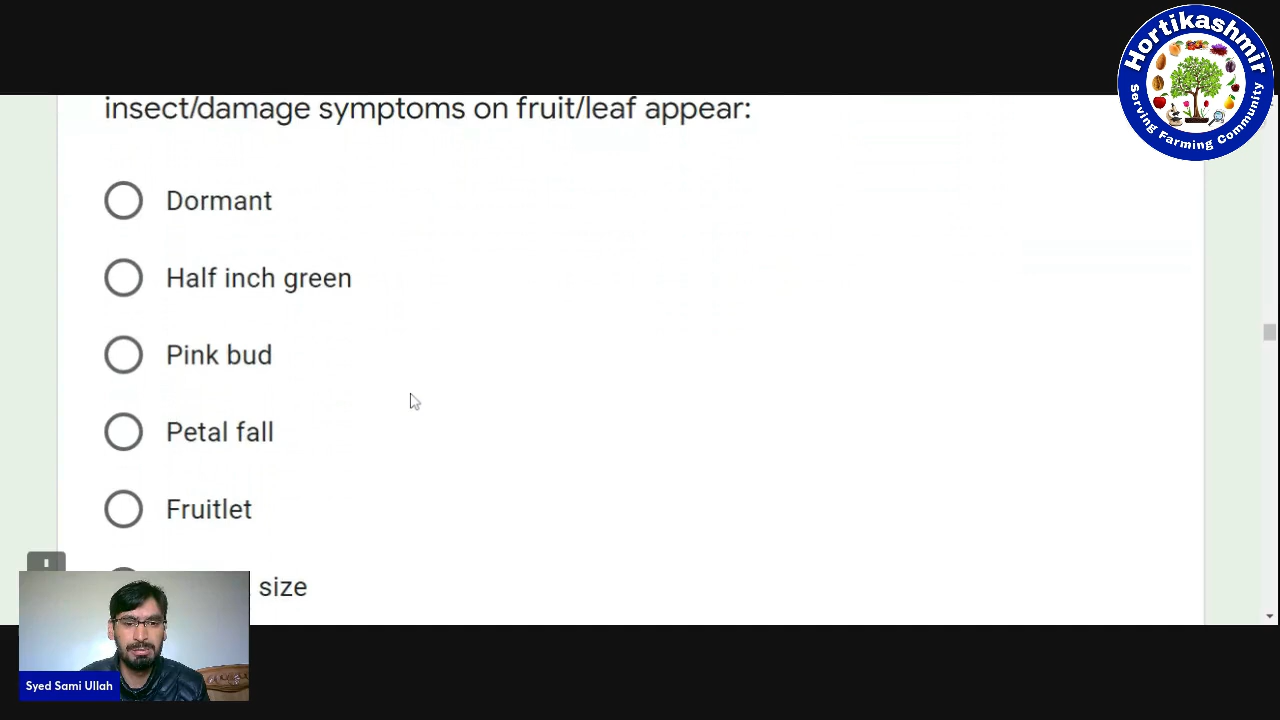 Hortikashmir
Serving Farming Community
insect/damage symptoms on fruit/leaf appear:
Dormant
Half inch green
Pink bud
Petal fall
Fruitlet
size
Syed Sami Ullah